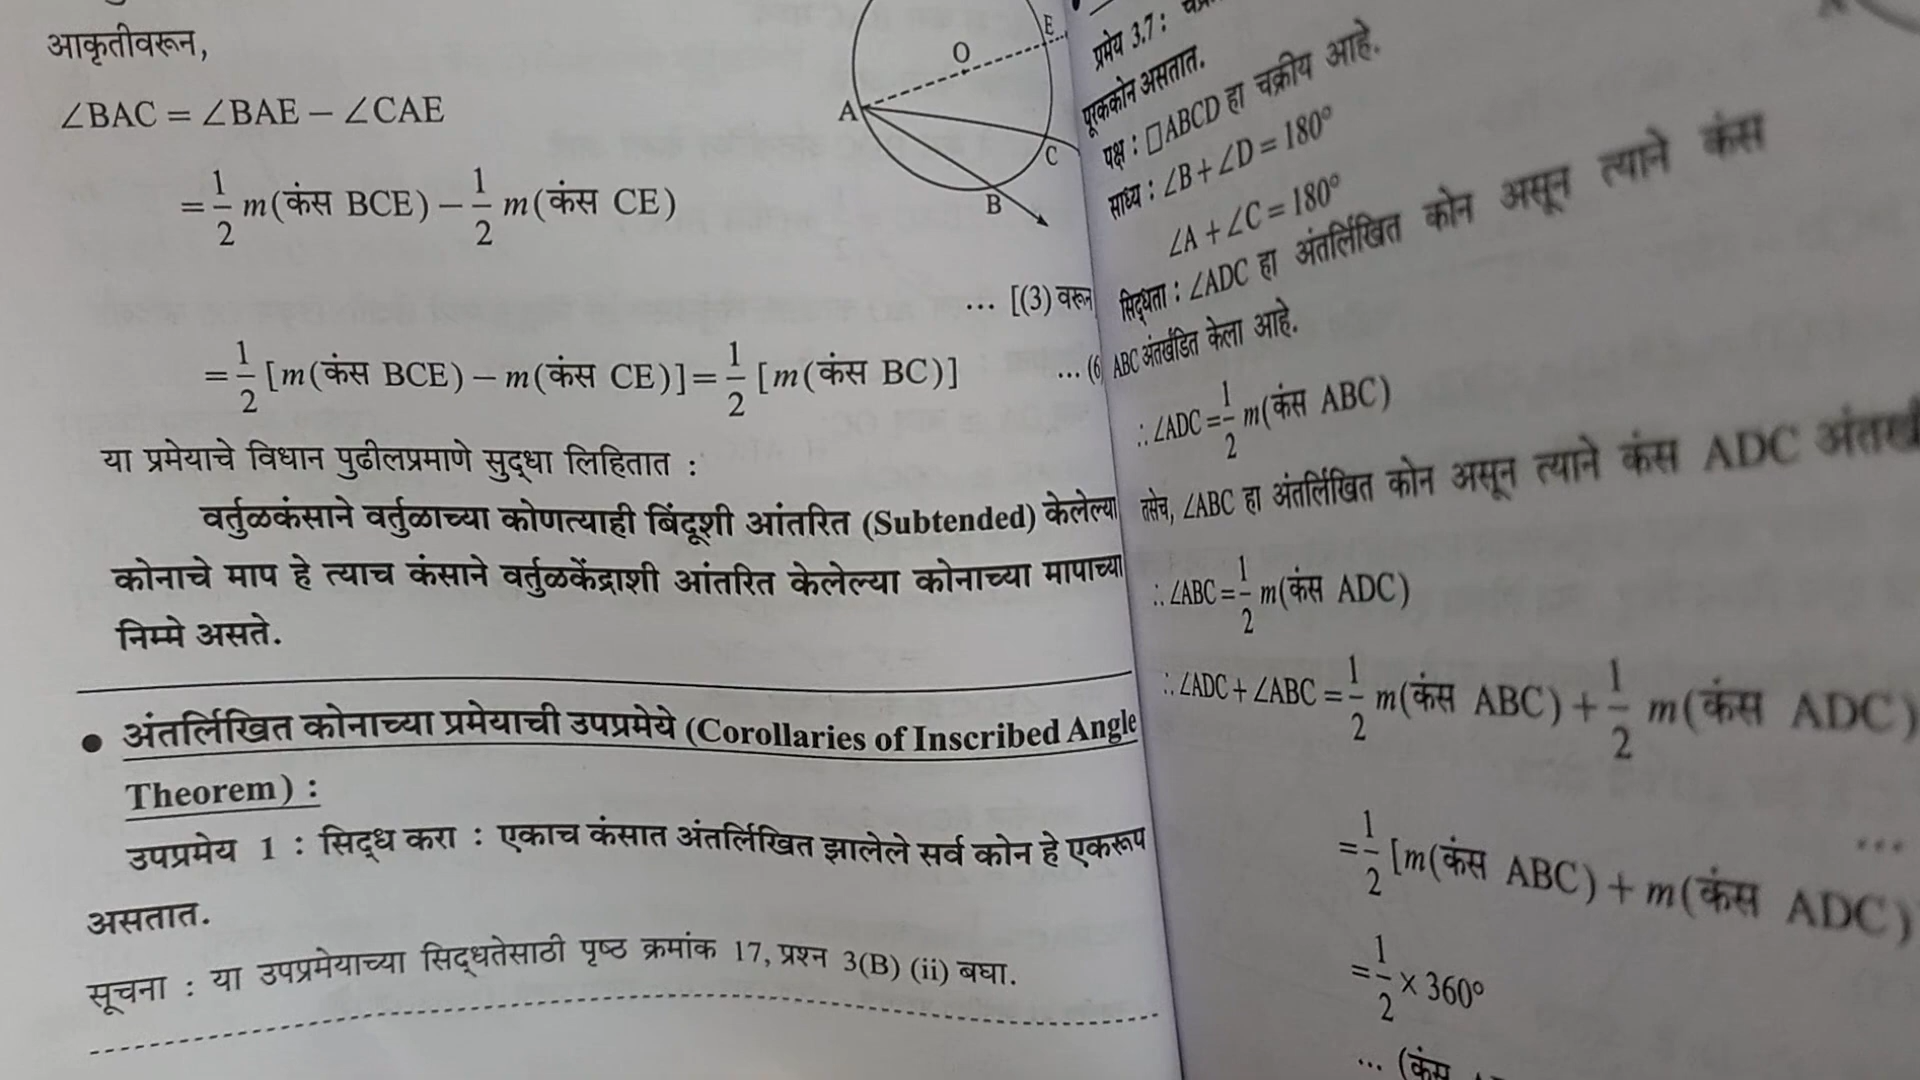 आकृतीवरून,
∠BAC = ∠BAE – ∠CAE
= 1/2 m(कंस BCE) – 1/2 m(कंस CE)
... [(3) वरून
= 1/2 [m(कंस BCE) – m(कंस CE)] = 1/2 [m(कंस BC)]
... (6
या प्रमेयाचे विधान पुढीलप्रमाणे सुद्धा लिहितात :
वर्तुळकंसाने वर्तुळाच्या कोणत्याही बिंदूशी आंतरित (Subtended) केलेल्या
कोनाचे माप हे त्याच कंसाने वर्तुळकेंद्राशी आंतरित केलेल्या कोनाच्या मापाच्या
निम्मे असते.
• अंतर्लिखित कोनाच्या प्रमेयाची उपप्रमेये (Corollaries of Inscribed Angle
Theorem) :
उपप्रमेय 1 : सिद्ध करा : एकाच कंसात अंतर्लिखित झालेले सर्व कोन हे एकरूप
असतात.
सूचना : या उपप्रमेयाच्या सिद्धतेसाठी पृष्ठ क्रमांक 17, प्रश्न 3(B) (ii) बघा.
E
O
A
C
B
प्रमेय 3.7 :
पूरककोन असतात.
पक्ष : □ABCD हा चक्रीय आहे.
साध्य : ∠B + ∠D = 180°
∠A + ∠C = 180°
सिद्धता : ∠ADC हा अंतर्लिखित कोन असून त्याने कंस
ABC अंतर्खंडित केला आहे.
∴ ∠ADC = 1/2 m(कंस ABC)
तसेच, ∠ABC हा अंतर्लिखित कोन असून त्याने कंस ADC
∴ ∠ABC = 1/2 m(कंस ADC)
∴ ∠ADC + ∠ABC = 1/2 m(कंस ABC) + 1/2 m(कंस ADC)
...
= 1/2 [m(कंस ABC) + m(कंस ADC)
= 1/2 × 360°
... (कंस